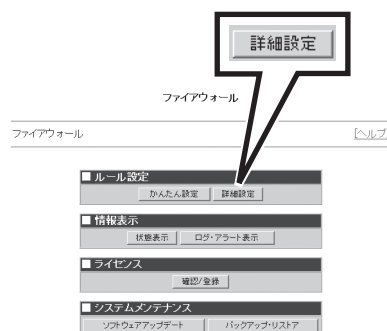 詳細設定
ファイアウォール
ファイアウォール [ヘルプ
■ ルール設定
かんたん設定 詳細設定
■ 情報表示
状態表示 ログ・アラート表示
■ ライセンス
確認/登録
■ システムメンテナンス
ソフトウェアアップデート バックアップ・リストア